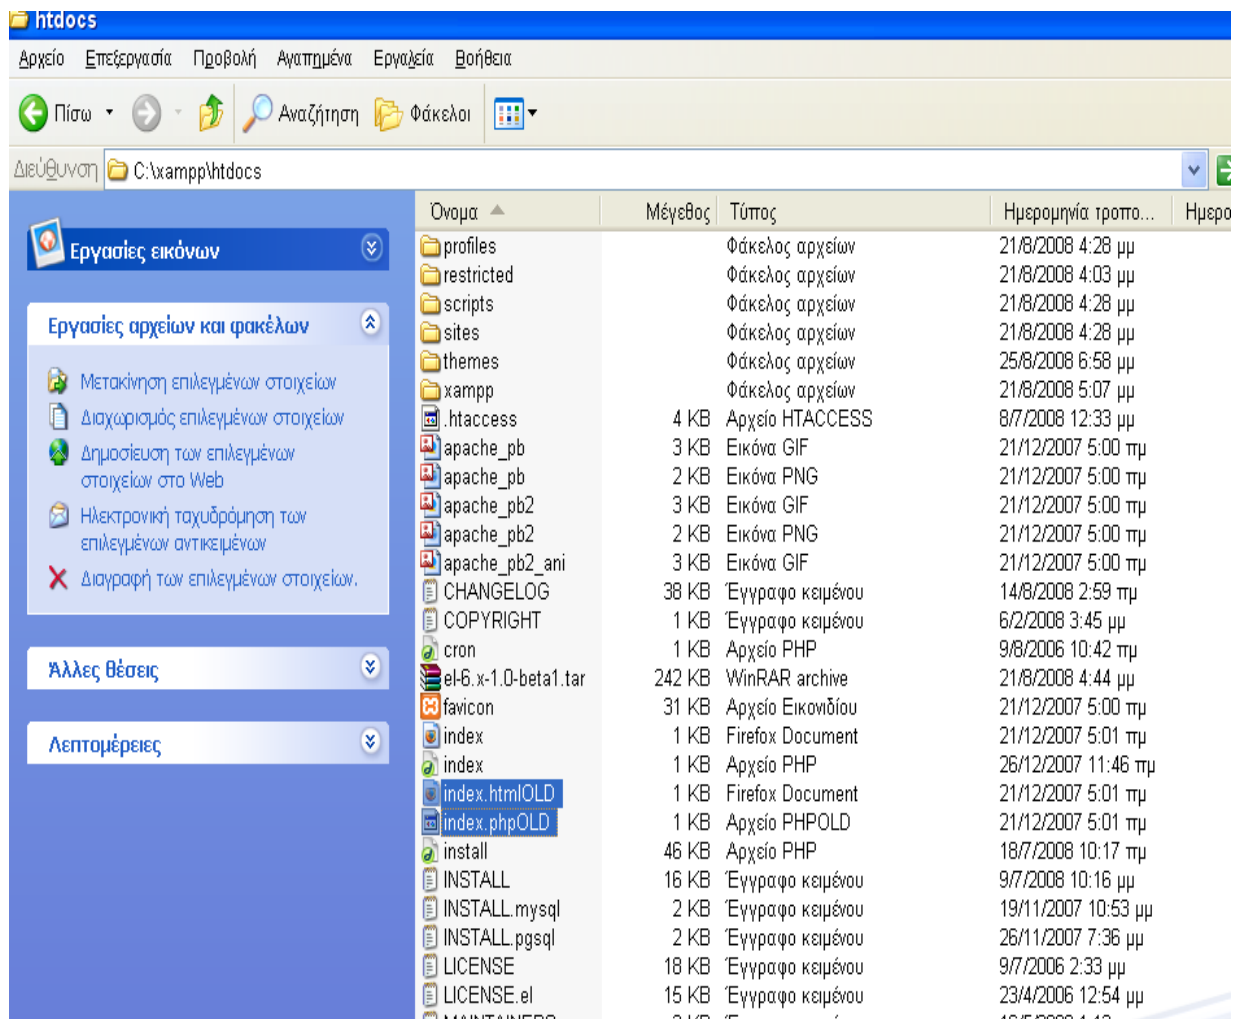 htdocs
Αρχείο Επεξεργασία Προβολή Αγαπημένα Εργαλεία Βοήθεια
Πίσω Αναζήτηση Φάκελοι
Διεύθυνση C:\xampp\htdocs
Εργασίες εικόνων
Εργασίες αρχείων και φακέλων
Μετακίνηση επιλεγμένων στοιχείων
Διαχωρισμός επιλεγμένων στοιχείων
Δημοσίευση των επιλεγμένων
στοιχείων στο Web
Ηλεκτρονική ταχυδρόμηση των
επιλεγμένων αντικειμένων
Διαγραφή των επιλεγμένων στοιχείων.
Άλλες θέσεις
Λεπτομέρειες
Όνομα Μέγεθος Τύπος Ημερομηνία τροπο... Ημερο
profiles Φάκελος αρχείων 21/8/2008 4:28 μμ
restricted Φάκελος αρχείων 21/8/2008 4:03 μμ
scripts Φάκελος αρχείων 21/8/2008 4:28 μμ
sites Φάκελος αρχείων 21/8/2008 4:28 μμ
themes Φάκελος αρχείων 25/8/2008 6:58 μμ
xampp Φάκελος αρχείων 21/8/2008 5:07 μμ
.htaccess 4 KB Αρχείο HTACCESS 8/7/2008 12:33 μμ
apache_pb 3 KB Εικόνα GIF 21/12/2007 5:00 πμ
apache_pb 2 KB Εικόνα PNG 21/12/2007 5:00 πμ
apache_pb2 3 KB Εικόνα GIF 21/12/2007 5:00 πμ
apache_pb2 2 KB Εικόνα PNG 21/12/2007 5:00 πμ
apache_pb2_ani 3 KB Εικόνα GIF 21/12/2007 5:00 πμ
CHANGELOG 38 KB Έγγραφο κειμένου 14/8/2008 2:59 πμ
COPYRIGHT 1 KB Έγγραφο κειμένου 6/2/2008 3:45 μμ
cron 1 KB Αρχείο PHP 9/8/2006 10:42 πμ
el-6.x-1.0-beta1.tar 242 KB WinRAR archive 21/8/2008 4:44 μμ
favicon 31 KB Αρχείο Εικονιδίου 21/12/2007 5:00 πμ
index 1 KB Firefox Document 21/12/2007 5:01 πμ
index 1 KB Αρχείο PHP 26/12/2007 11:46 πμ
index.htmlOLD 1 KB Firefox Document 21/12/2007 5:01 πμ
index.phpOLD 1 KB Αρχείο PHPOLD 21/12/2007 5:01 πμ
install 46 KB Αρχείο PHP 18/7/2008 10:17 πμ
INSTALL 16 KB Έγγραφο κειμένου 9/7/2008 10:16 μμ
INSTALL.mysql 2 KB Έγγραφο κειμένου 19/11/2007 10:53 μμ
INSTALL.pgsql 2 KB Έγγραφο κειμένου 26/11/2007 7:36 μμ
LICENSE 18 KB Έγγραφο κειμένου 9/7/2006 2:33 μμ
LICENSE.el 15 KB Έγγραφο κειμένου 23/4/2006 12:54 μμ